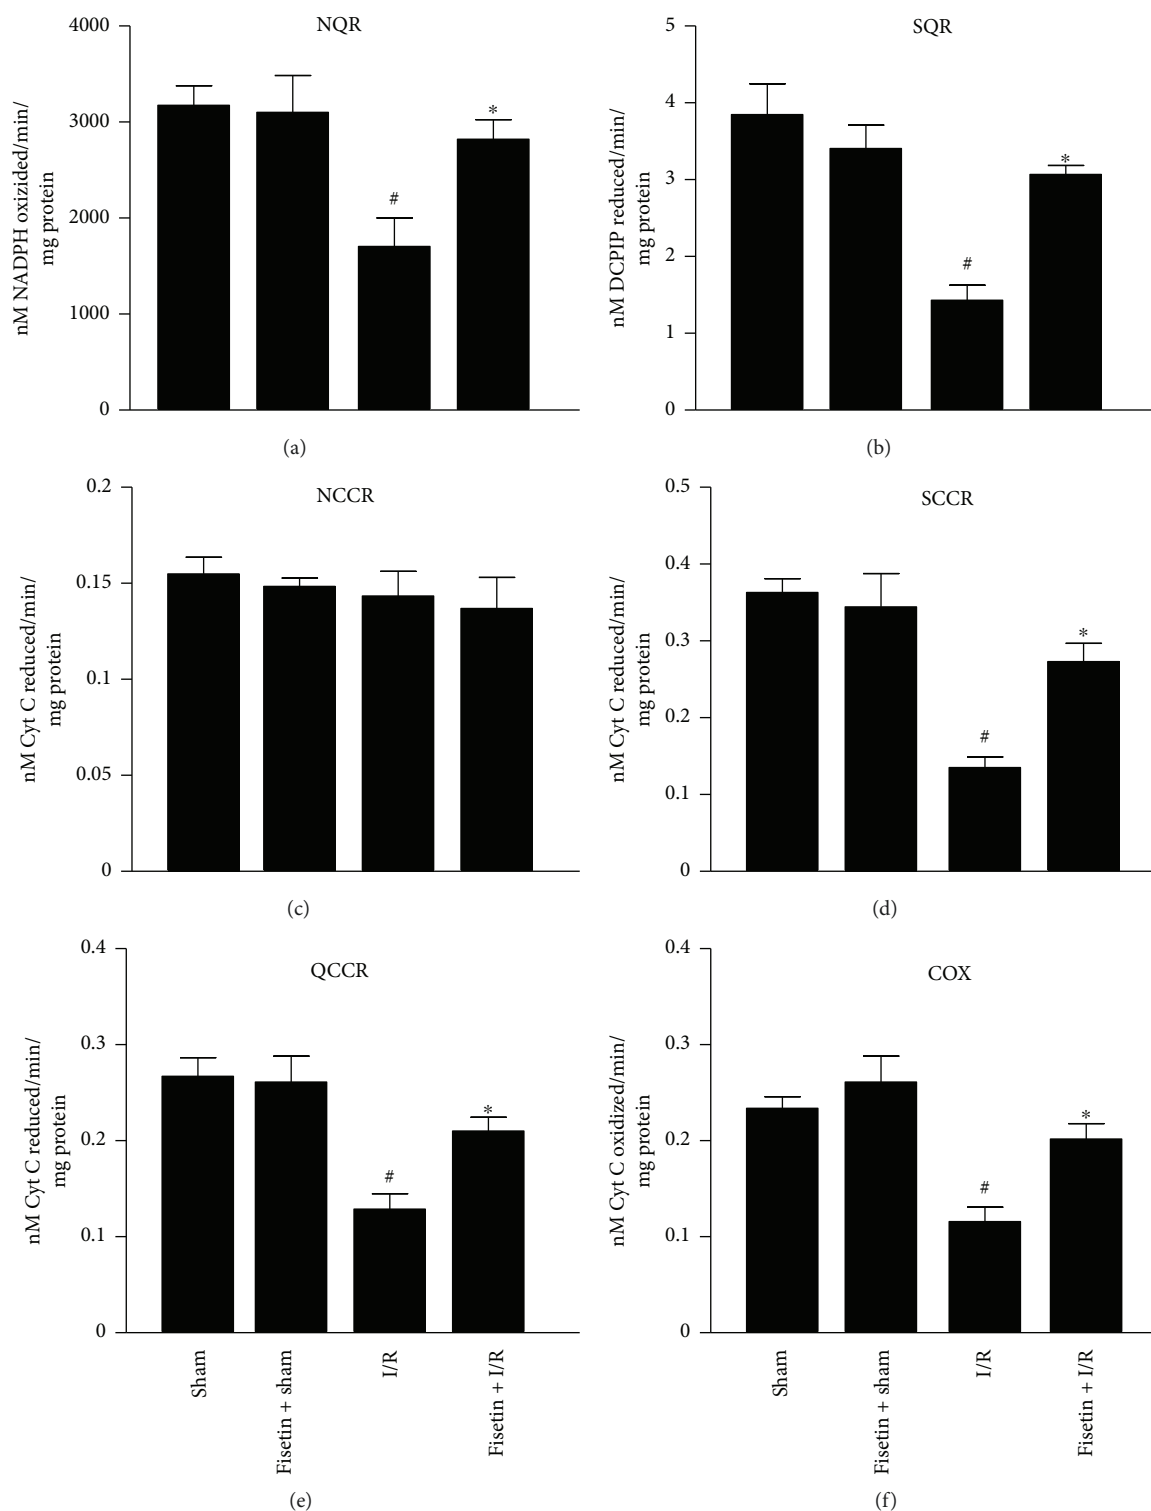 NQR
4000
3000
2000
1000
0
nM NADPH oxizided/min/
mg protein
#
*
(a)
SQR
5
4
3
2
1
0
nM DCPIP reduced/min/
mg protein
#
*
(b)
NCCR
0.2
0.15
0.1
0.05
0
nM Cyt C reduced/min/
mg protein
(c)
SCCR
0.5
0.4
0.3
0.2
0.1
0
nM Cyt C reduced/min/
mg protein
#
*
(d)
QCCR
0.4
0.3
0.2
0.1
0
nM Cyt C reduced/min/
mg protein
#
*
Sham
Fisetin + sham
I/R
Fisetin + I/R
(e)
COX
0.4
0.3
0.2
0.1
0
nM Cyt C oxidized/min/
mg protein
#
*
Sham
Fisetin + sham
I/R
Fisetin + I/R
(f)